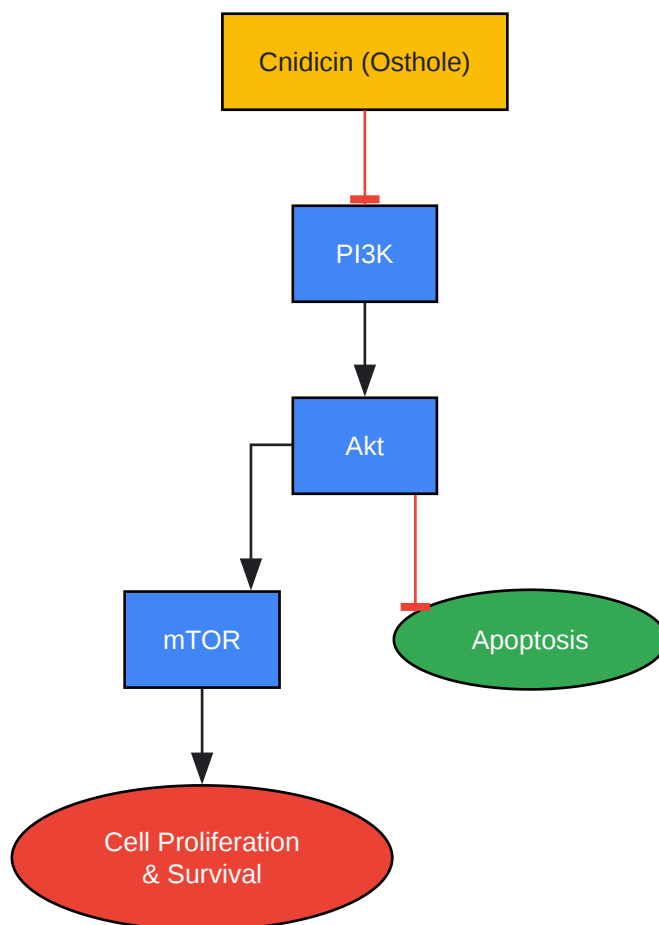 Cnidicin (Osthole)
PI3K
Akt
mTOR
Apoptosis
Cell Proliferation
& Survival